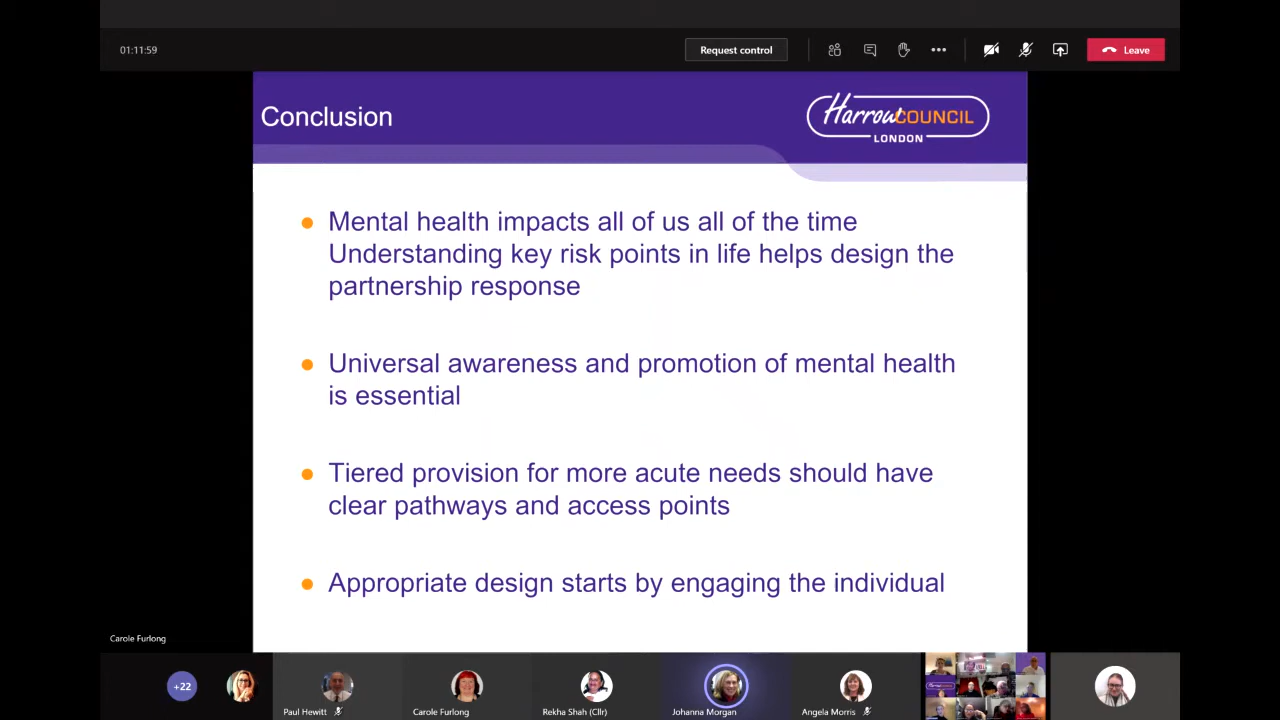 01:11:59
Request control
Leave
Conclusion
Harrow COUNCIL
LONDON
Mental health impacts all of us all of the time
Understanding key risk points in life helps design the
partnership response
Universal awareness and promotion of mental health
is essential
Tiered provision for more acute needs should have
clear pathways and access points
Appropriate design starts by engaging the individual
Carole Furlong
+22
Paul Hewitt
Carole Furlong
Rekha Shah (Cllr)
Johanna Morgan
Angela Morris